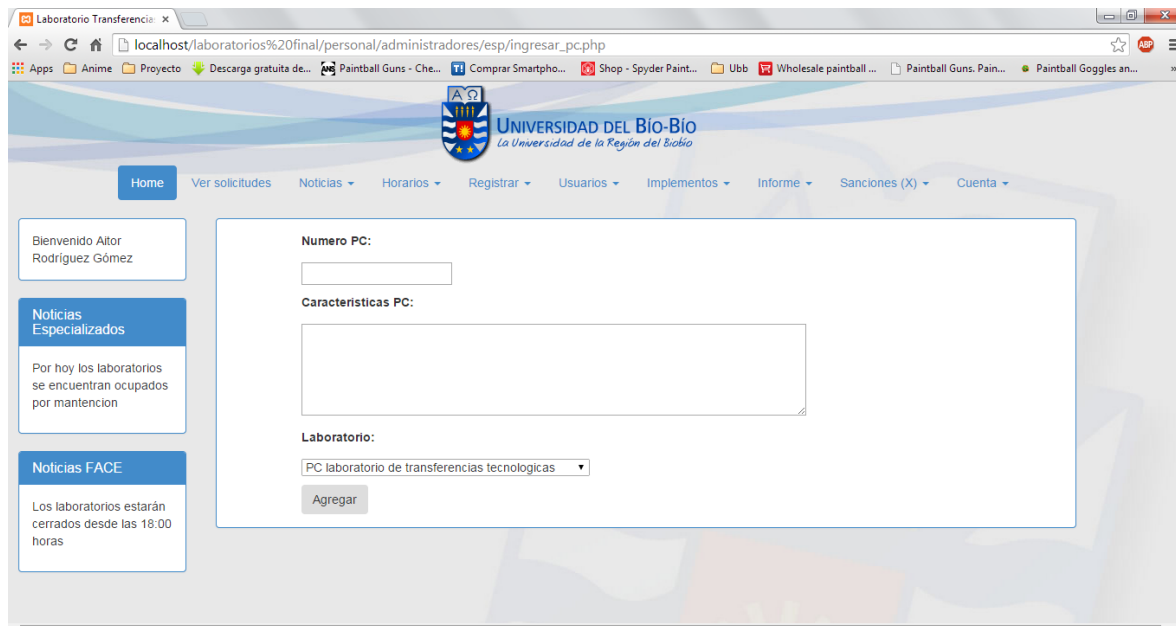 Laboratorio Transferencia
localhost/laboratorios%20final/personal/administradores/esp/ingresar_pc.php
ABP
Apps Anime Proyecto Descarga gratuita de... ANS Paintball Guns - Che... T! Comprar Smartpho... Shop - Spyder Paint... Ubb Wholesale paintball ... Paintball Guns. Pain... Paintball Goggles an... »
Α Ω
UNIVERSIDAD DEL BÍO-BÍO
La Universidad de la Región del Biobío
Home Ver solicitudes Noticias Horarios Registrar Usuarios Implementos Informe Sanciones (X) Cuenta
Bienvenido Aitor
Rodríguez Gómez
Noticias
Especializados
Por hoy los laboratorios
se encuentran ocupados
por mantencion
Noticias FACE
Los laboratorios estarán
cerrados desde las 18:00
horas
Numero PC:
Caracteristicas PC:
Laboratorio:
PC laboratorio de transferencias tecnologicas
Agregar